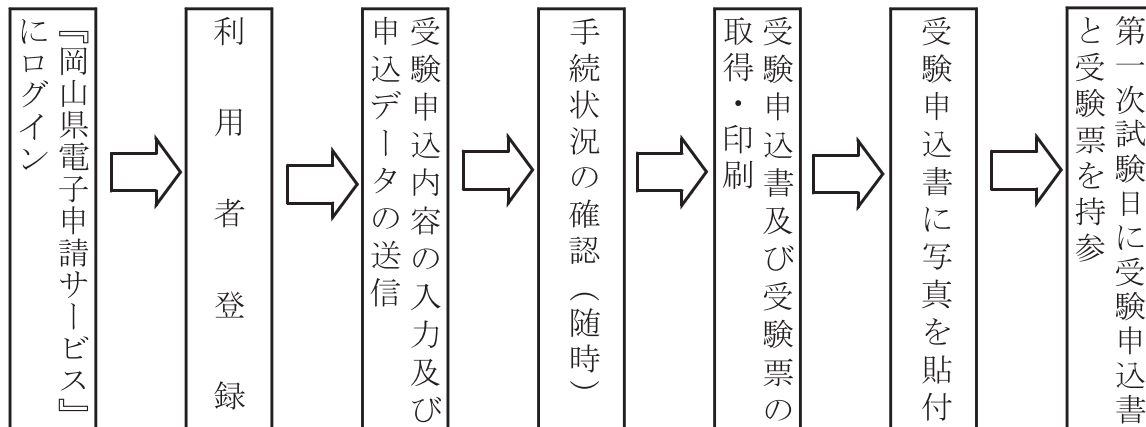 『岡山県電子申請サービス』
にログイン
利用者登録
受験申込内容の入力及び
申込データの送信
手続状況の確認（随時）
受験申込書及び受験票の
取得・印刷
受験申込書に写真を貼付
第一次試験日に受験申込書
と受験票を持参